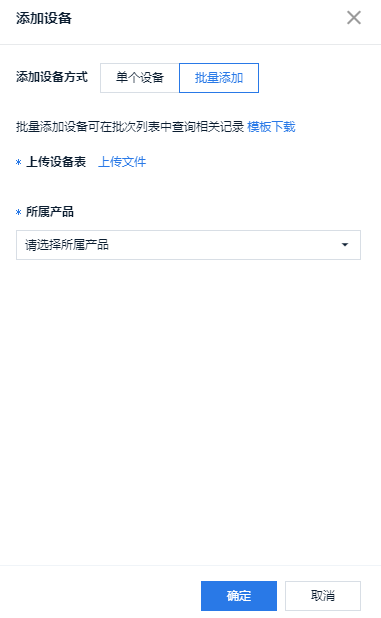 添加设备
添加设备方式 单个设备 批量添加
批量添加设备可在批次列表中查询相关记录 模板下载
* 上传设备表 上传文件
* 所属产品
请选择所属产品
确定 取消